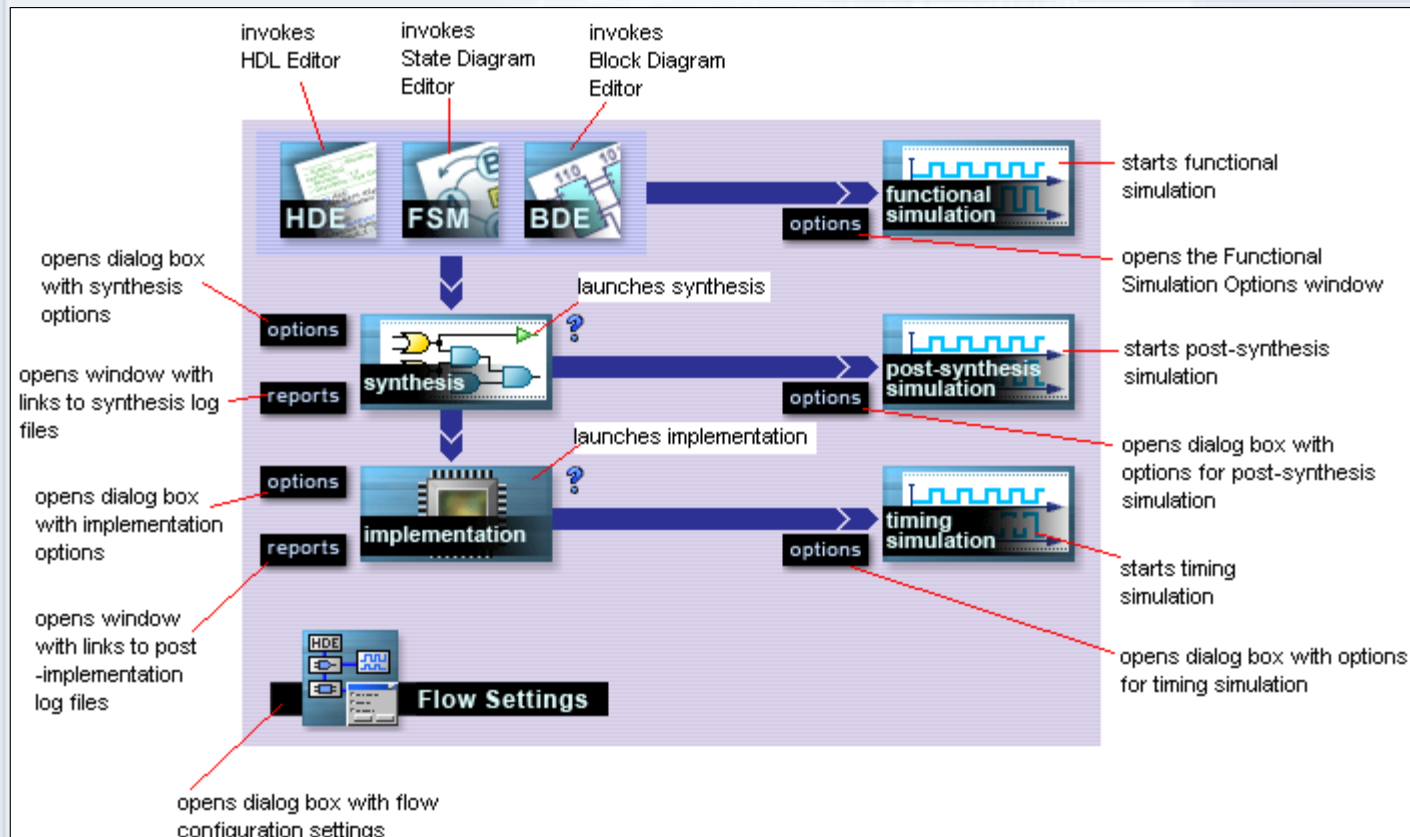 invokes
HDL Editor
invokes
State Diagram
Editor
invokes
Block Diagram
Editor
HDE
FSM
B
A
BDE
110
10
functional
simulation
options
starts functional
simulation
opens the Functional
Simulation Options window
opens dialog box
with synthesis
options
options
launches synthesis
?
synthesis
reports
opens window with
links to synthesis log
files
post-synthesis
simulation
options
starts post-synthesis
simulation
opens dialog box with
options for post-synthesis
simulation
launches implementation
options
?
implementation
reports
opens dialog box
with implementation
options
opens window
with links to post
-implementation
log files
timing
simulation
options
starts timing
simulation
opens dialog box with options
for timing simulation
HDE
Flow Settings
opens dialog box with flow
configuration settings